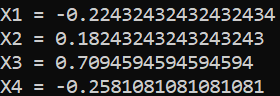 X1 = -0.22432432432432434
X2 = 0.18243243243243243
X3 = 0.7094594594594594
X4 = -0.2581081081081081